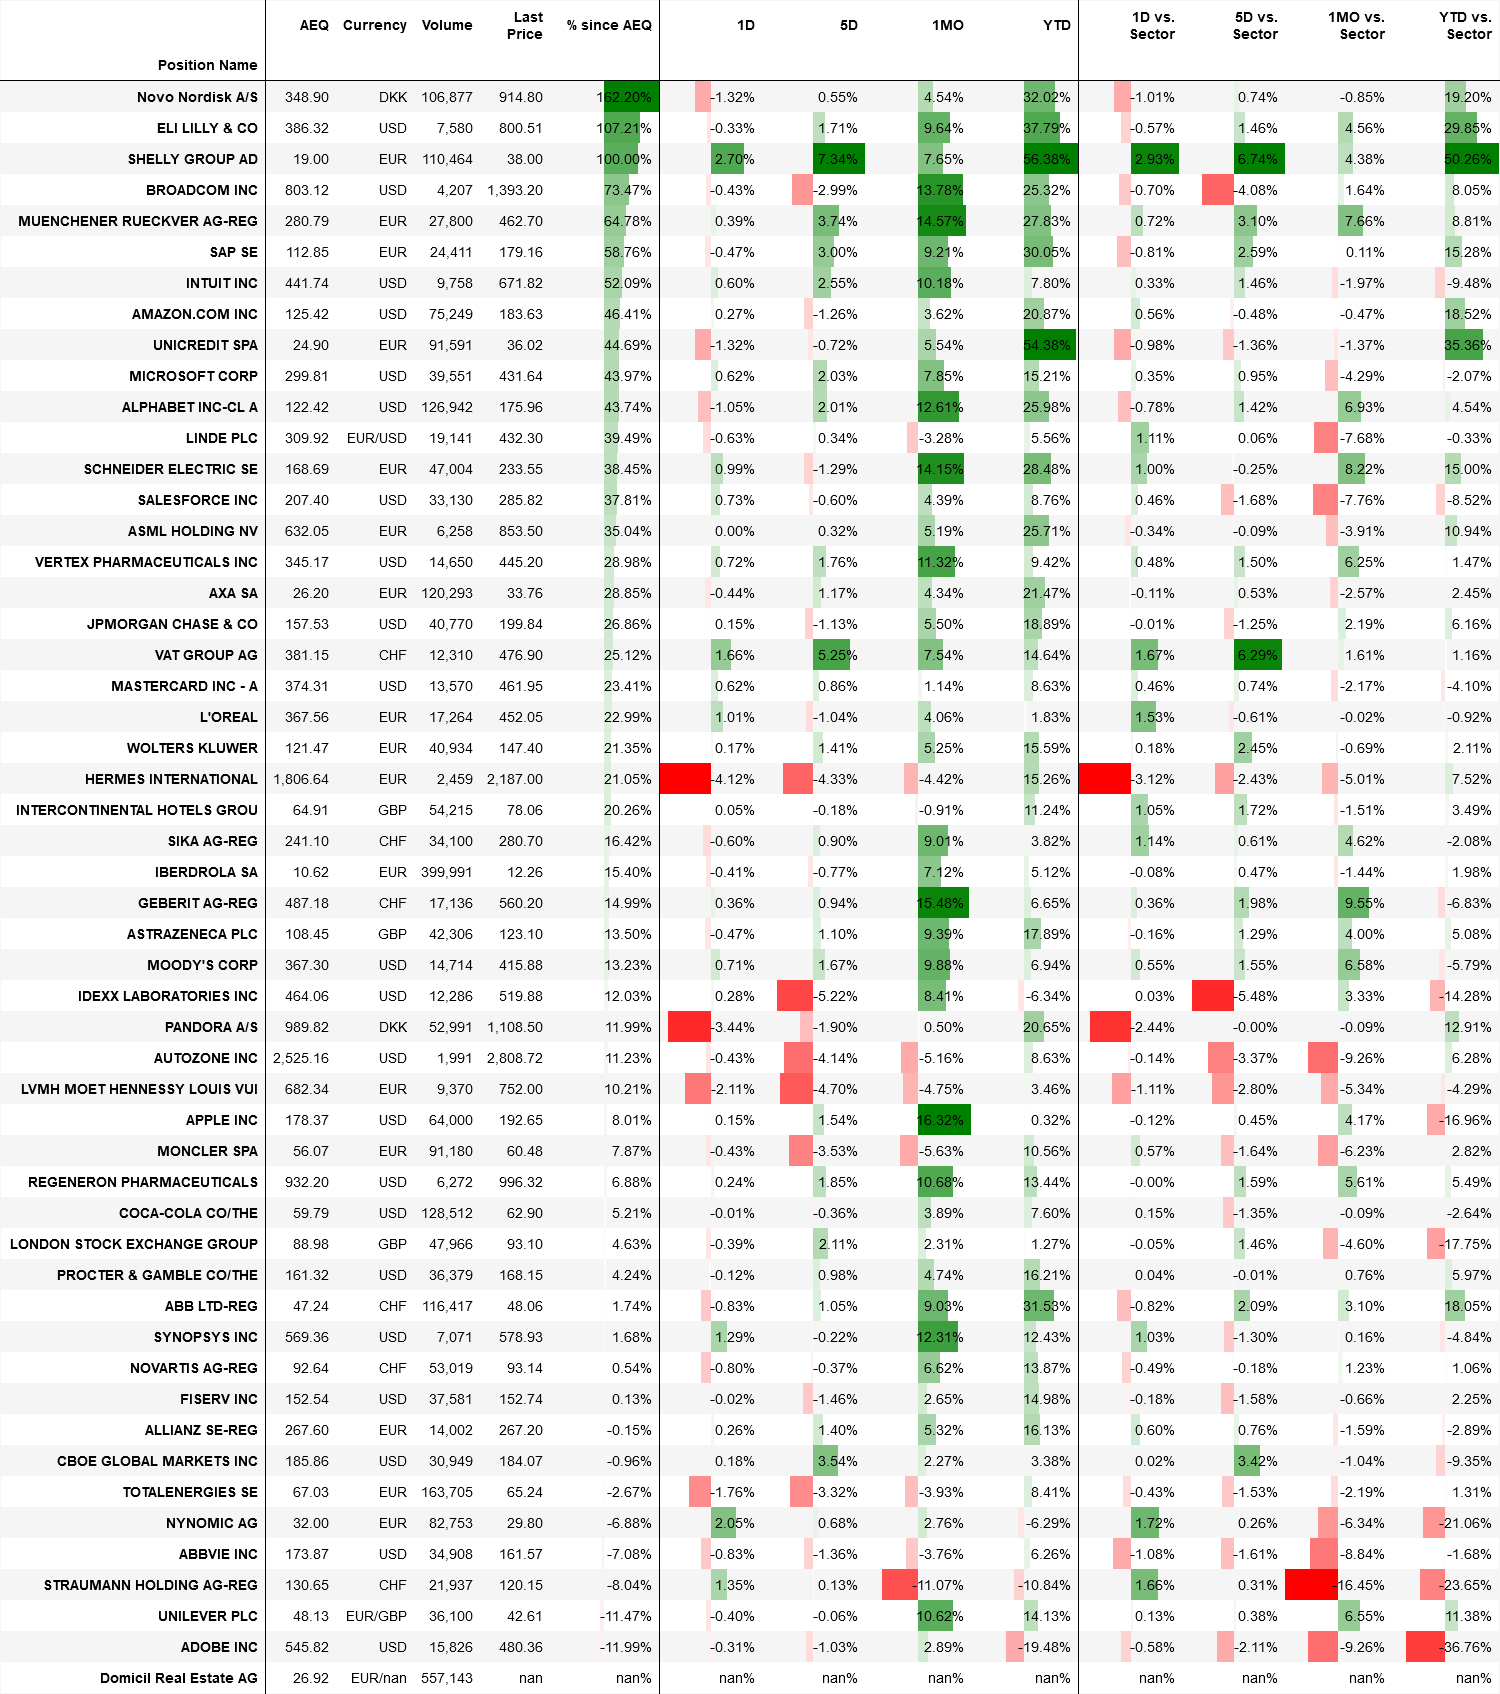 Position Name AEQ Currency Volume Last Price % since AEQ 1D 5D 1MO YTD 1D vs. Sector 5D vs. Sector 1MO vs. Sector YTD vs. Sector
Novo Nordisk A/S 348.90 DKK 106,877 914.80 162.20% -1.32% 0.55% 4.54% 32.02% -1.01% 0.74% -0.85% 19.20%
ELI LILLY & CO 386.32 USD 7,580 800.51 107.21% -0.33% 1.71% 9.64% 37.79% -0.57% 1.46% 4.56% 29.85%
SHELLY GROUP AD 19.00 EUR 110,464 38.00 100.00% 2.70% 7.34% 7.65% 56.38% 2.93% 6.74% 4.38% 50.26%
BROADCOM INC 803.12 USD 4,207 1,393.20 73.47% -0.43% -2.99% 13.78% 25.32% -0.70% -4.08% 1.64% 8.05%
MUENCHENER RUECKVER AG-REG 280.79 EUR 27,800 462.70 64.78% 0.39% 3.74% 14.57% 27.83% 0.72% 3.10% 7.66% 8.81%
SAP SE 112.85 EUR 24,411 179.16 58.76% -0.47% 3.00% 9.21% 30.05% -0.81% 2.59% 0.11% 15.28%
INTUIT INC 441.74 USD 9,758 671.82 52.09% 0.60% 2.55% 10.18% 7.80% 0.33% 1.46% -1.97% -9.48%
AMAZON.COM INC 125.42 USD 75,249 183.63 46.41% 0.27% -1.26% 3.62% 20.87% 0.56% -0.48% -0.47% 18.52%
UNICREDIT SPA 24.90 EUR 91,591 36.02 44.69% -1.32% -0.72% 5.54% 54.38% -0.98% -1.36% -1.37% 35.36%
MICROSOFT CORP 299.81 USD 39,551 431.64 43.97% 0.62% 2.03% 7.85% 15.21% 0.35% 0.95% -4.29% -2.07%
ALPHABET INC-CL A 122.42 USD 126,942 175.96 43.74% -1.05% 2.01% 12.61% 25.98% -0.78% 1.42% 6.93% 4.54%
LINDE PLC 309.92 EUR/USD 19,141 432.30 39.49% -0.63% 0.34% -3.28% 5.56% 1.11% 0.06% -7.68% -0.33%
SCHNEIDER ELECTRIC SE 168.69 EUR 47,004 233.55 38.45% 0.99% -1.29% 14.15% 28.48% 1.00% -0.25% 8.22% 15.00%
SALESFORCE INC 207.40 USD 33,130 285.82 37.81% 0.73% -0.60% 4.39% 8.76% 0.46% -1.68% -7.76% -8.52%
ASML HOLDING NV 632.05 EUR 6,258 853.50 35.04% 0.00% 0.32% 5.19% 25.71% -0.34% -0.09% -3.91% 10.94%
VERTEX PHARMACEUTICALS INC 345.17 USD 14,650 445.20 28.98% 0.72% 1.76% 11.32% 9.42% 0.48% 1.50% 6.25% 1.47%
AXA SA 26.20 EUR 120,293 33.76 28.85% -0.44% 1.17% 4.34% 21.47% -0.11% 0.53% -2.57% 2.45%
JPMORGAN CHASE & CO 157.53 USD 40,770 199.84 26.86% 0.15% -1.13% 5.50% 18.89% -0.01% -1.25% 2.19% 6.16%
VAT GROUP AG 381.15 CHF 12,310 476.90 25.12% 1.66% 5.25% 7.54% 14.64% 1.67% 6.29% 1.61% 1.16%
MASTERCARD INC - A 374.31 USD 13,570 461.95 23.41% 0.62% 0.86% 1.14% 8.63% 0.46% 0.74% -2.17% -4.10%
L'OREAL 367.56 EUR 17,264 452.05 22.99% 1.01% -1.04% 4.06% 1.83% 1.53% -0.61% -0.02% -0.92%
WOLTERS KLUWER 121.47 EUR 40,934 147.40 21.35% 0.17% 1.41% 5.25% 15.59% 0.18% 2.45% -0.69% 2.11%
HERMES INTERNATIONAL 1,806.64 EUR 2,459 2,187.00 21.05% -4.12% -4.33% -4.42% 15.26% -3.12% -2.43% -5.01% 7.52%
INTERCONTINENTAL HOTELS GROU 64.91 GBP 54,215 78.06 20.26% 0.05% -0.18% -0.91% 11.24% 1.05% 1.72% -1.51% 3.49%
SIKA AG-REG 241.10 CHF 34,100 280.70 16.42% -0.60% 0.90% 9.01% 3.82% 1.14% 0.61% 4.62% -2.08%
IBERDROLA SA 10.62 EUR 399,991 12.26 15.40% -0.41% -0.77% 7.12% 5.12% -0.08% 0.47% -1.44% 1.98%
GEBERIT AG-REG 487.18 CHF 17,136 560.20 14.99% 0.36% 0.94% 15.48% 6.65% 0.36% 1.98% 9.55% -6.83%
ASTRAZENECA PLC 108.45 GBP 42,306 123.10 13.50% -0.47% 1.10% 9.39% 17.89% -0.16% 1.29% 4.00% 5.08%
MOODY'S CORP 367.30 USD 14,714 415.88 13.23% 0.71% 1.67% 9.88% 6.94% 0.55% 1.55% 6.58% -5.79%
IDEXX LABORATORIES INC 464.06 USD 12,286 519.88 12.03% 0.28% -5.22% 8.41% -6.34% 0.03% -5.48% 3.33% -14.28%
PANDORA A/S 989.82 DKK 52,991 1,108.50 11.99% -3.44% -1.90% 0.50% 20.65% -2.44% -0.00% -0.09% 12.91%
AUTOZONE INC 2,525.16 USD 1,991 2,808.72 11.23% -0.43% -4.14% -5.16% 8.63% -0.14% -3.37% -9.26% 6.28%
LVMH MOET HENNESSY LOUIS VUI 682.34 EUR 9,370 752.00 10.21% -2.11% -4.70% -4.75% 3.46% -1.11% -2.80% -5.34% -4.29%
APPLE INC 178.37 USD 64,000 192.65 8.01% 0.15% 1.54% 16.32% 0.32% -0.12% 0.45% 4.17% -16.96%
MONCLER SPA 56.07 EUR 91,180 60.48 7.87% -0.43% -3.53% -5.63% 10.56% 0.57% -1.64% -6.23% 2.82%
REGENERON PHARMACEUTICALS 932.20 USD 6,272 996.32 6.88% 0.24% 1.85% 10.68% 13.44% -0.00% 1.59% 5.61% 5.49%
COCA-COLA CO/THE 59.79 USD 128,512 62.90 5.21% -0.01% -0.36% 3.89% 7.60% 0.15% -1.35% -0.09% -2.64%
LONDON STOCK EXCHANGE GROUP 88.98 GBP 47,966 93.10 4.63% -0.39% 2.11% 2.31% 1.27% -0.05% 1.46% -4.60% -17.75%
PROCTER & GAMBLE CO/THE 161.32 USD 36,379 168.15 4.24% -0.12% 0.98% 4.74% 16.21% 0.04% -0.01% 0.76% 5.97%
ABB LTD-REG 47.24 CHF 116,417 48.06 1.74% -0.83% 1.05% 9.03% 31.53% -0.82% 2.09% 3.10% 18.05%
SYNOPSYS INC 569.36 USD 7,071 578.93 1.68% 1.29% -0.22% 12.31% 12.43% 1.03% -1.30% 0.16% -4.84%
NOVARTIS AG-REG 92.64 CHF 53,019 93.14 0.54% -0.80% -0.37% 6.62% 13.87% -0.49% -0.18% 1.23% 1.06%
FISERV INC 152.54 USD 37,581 152.74 0.13% -0.02% -1.46% 2.65% 14.98% -0.18% -1.58% -0.66% 2.25%
ALLIANZ SE-REG 267.60 EUR 14,002 267.20 -0.15% 0.26% 1.40% 5.32% 16.13% 0.60% 0.76% -1.59% -2.89%
CBOE GLOBAL MARKETS INC 185.86 USD 30,949 184.07 -0.96% 0.18% 3.54% 2.27% 3.38% 0.02% 3.42% -1.04% -9.35%
TOTALENERGIES SE 67.03 EUR 163,705 65.24 -2.67% -1.76% -3.32% -3.93% 8.41% -0.43% -1.53% -2.19% 1.31%
NYNOMIC AG 32.00 EUR 82,753 29.80 -6.88% 2.05% 0.68% 2.76% -6.29% 1.72% 0.26% -6.34% -21.06%
ABBVIE INC 173.87 USD 34,908 161.57 -7.08% -0.83% -1.36% -3.76% 6.26% -1.08% -1.61% -8.84% -1.68%
STRAUMANN HOLDING AG-REG 130.65 CHF 21,937 120.15 -8.04% 1.35% 0.13% -11.07% -10.84% 1.66% 0.31% -16.45% -23.65%
UNILEVER PLC 48.13 EUR/GBP 36,100 42.61 -11.47% -0.40% -0.06% 10.62% 14.13% 0.13% 0.38% 6.55% 11.38%
ADOBE INC 545.82 USD 15,826 480.36 -11.99% -0.31% -1.03% 2.89% -19.48% -0.58% -2.11% -9.26% -36.76%
Domicil Real Estate AG 26.92 EUR/nan 557,143 nan nan% nan% nan% nan% nan% nan% nan% nan% nan%